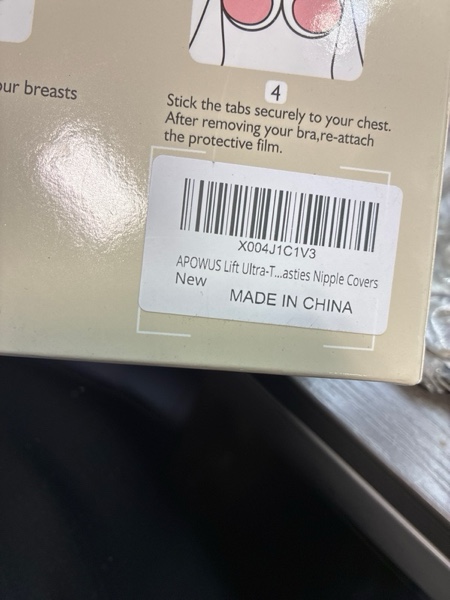 our breasts
4
Stick the tabs securely to your chest.
After removing your bra,re-attach
the protective film.
X004J1C1V3
APOWUS Lift Ultra-T...asties Nipple Covers
New
MADE IN CHINA